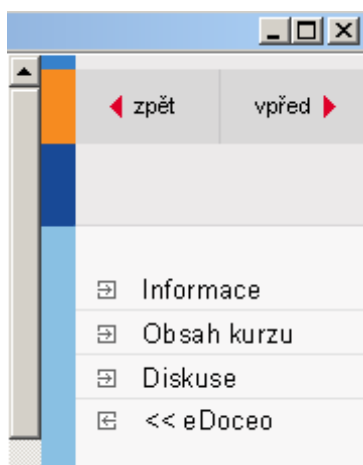 zpět vpřed
Informace
Obsah kurzu
Diskuse
<< eDoceo